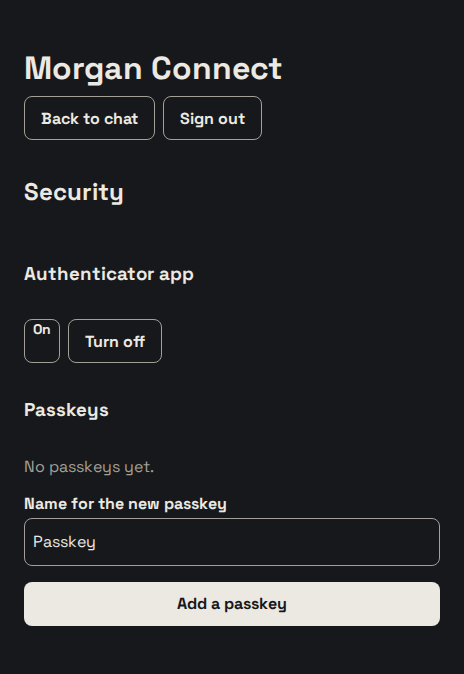 Morgan Connect
Back to chat Sign out
Security
Authenticator app
On Turn off
Passkeys
No passkeys yet.
Name for the new passkey
Passkey
Add a passkey